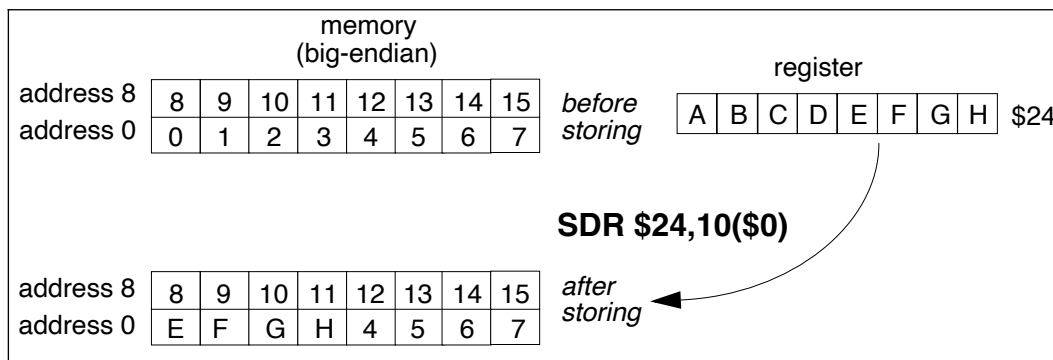 memory
(big-endian)
register
address 8 8 9 10 11 12 13 14 15 before
address 0 0 1 2 3 4 5 6 7 storing
A B C D E F G H $24
SDR $24,10($0)
address 8 8 9 10 11 12 13 14 15 after
address 0 E F G H 4 5 6 7 storing